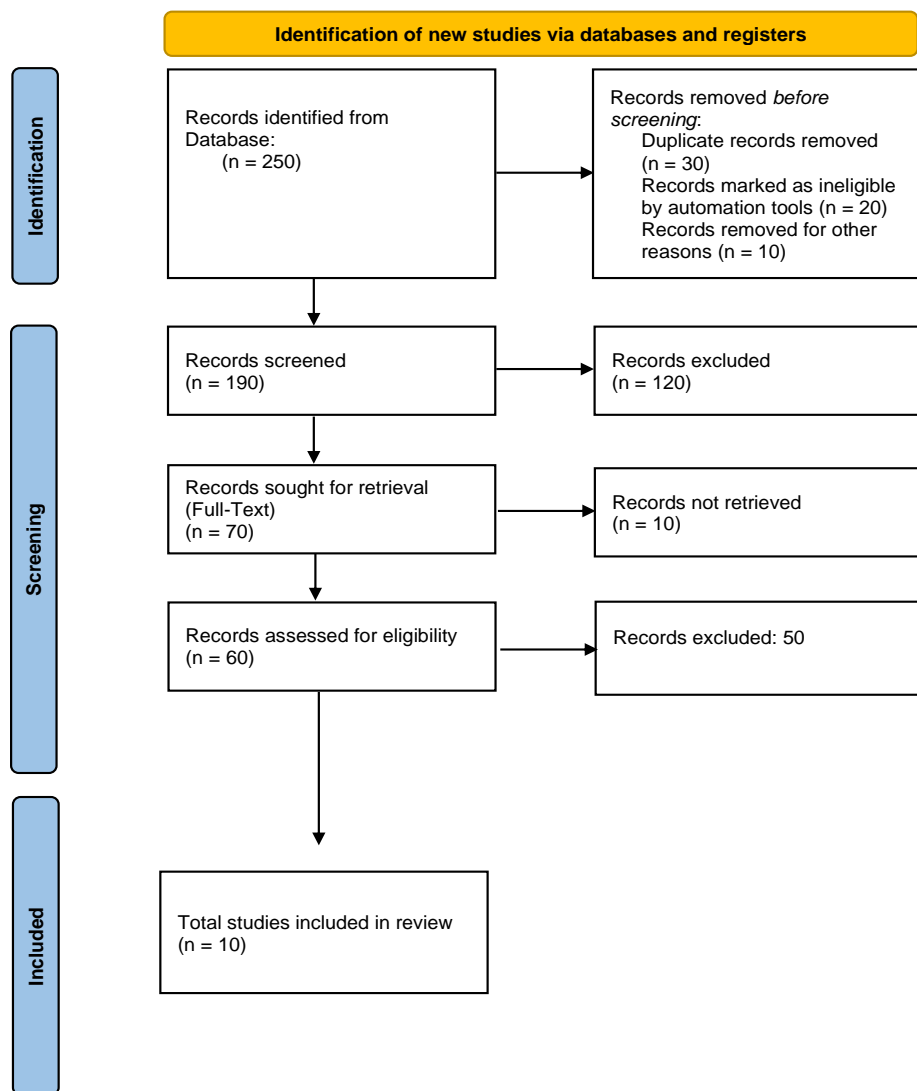 Identification of new studies via databases and registers
Identification
Records identified from
Database:
(n = 250)
Records removed before
screening:
Duplicate records removed
(n = 30)
Records marked as ineligible
by automation tools (n = 20)
Records removed for other
reasons (n = 10)
Screening
Records screened
(n = 190)
Records excluded
(n = 120)
Records sought for retrieval
(Full-Text)
(n = 70)
Records not retrieved
(n = 10)
Records assessed for eligibility
(n = 60)
Records excluded: 50
Included
Total studies included in review
(n = 10)